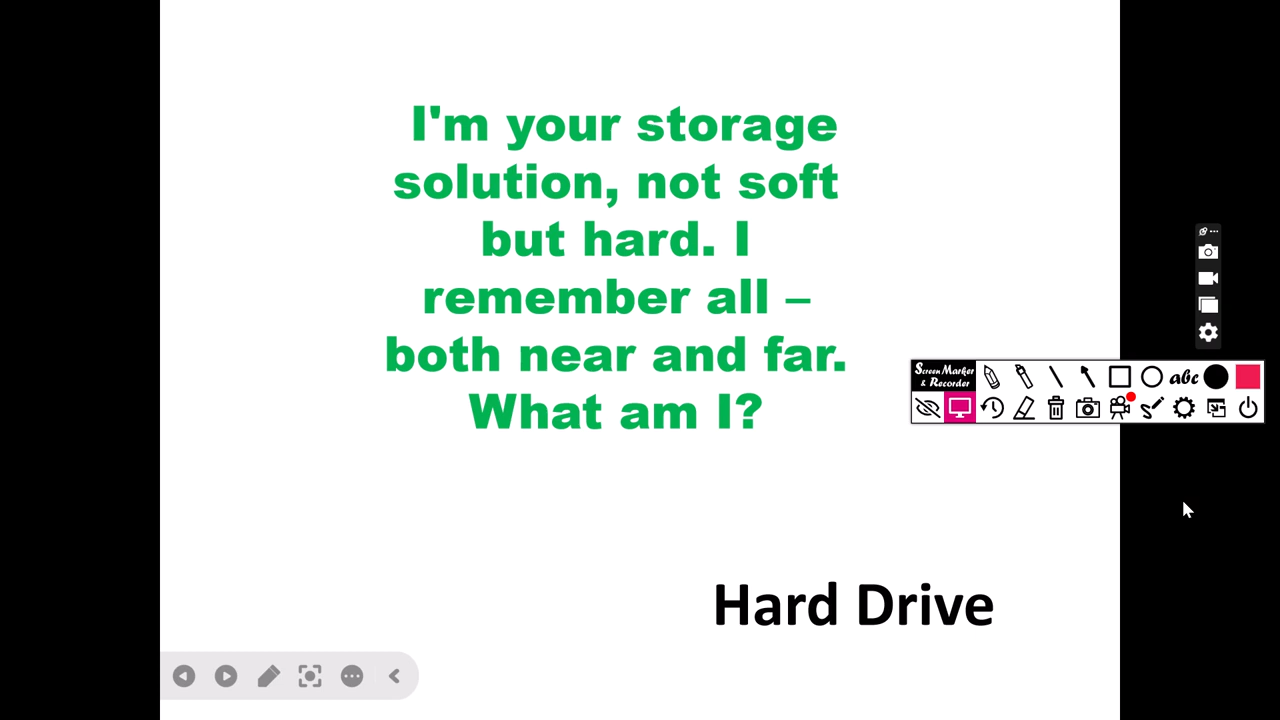 I'm your storage
solution, not soft
but hard. I
remember all –
both near and far.
What am I?
Screen Marker
& Recorder
abc
Hard Drive